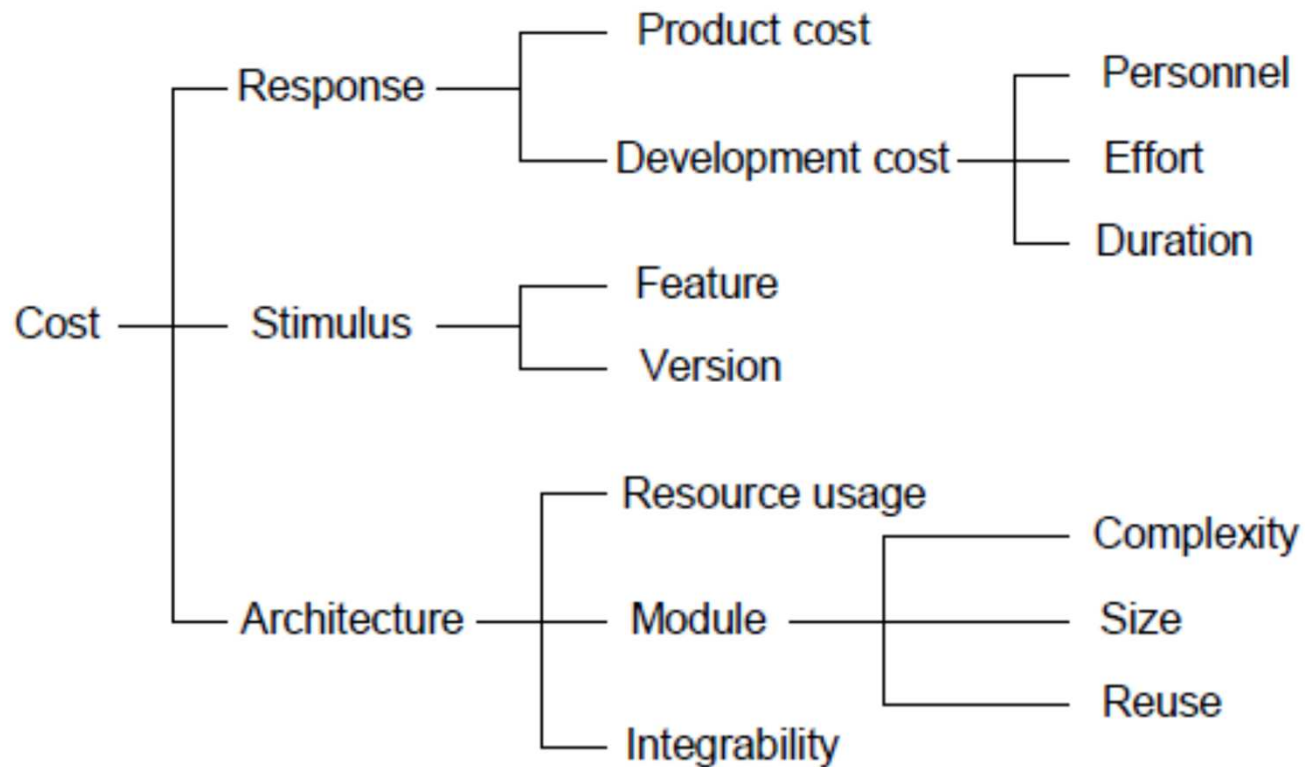 Product cost
Personnel
Response
Development cost
Effort
Duration
Feature
Cost
Stimulus
Version
Resource usage
Complexity
Architecture
Module
Size
Reuse
Integrability